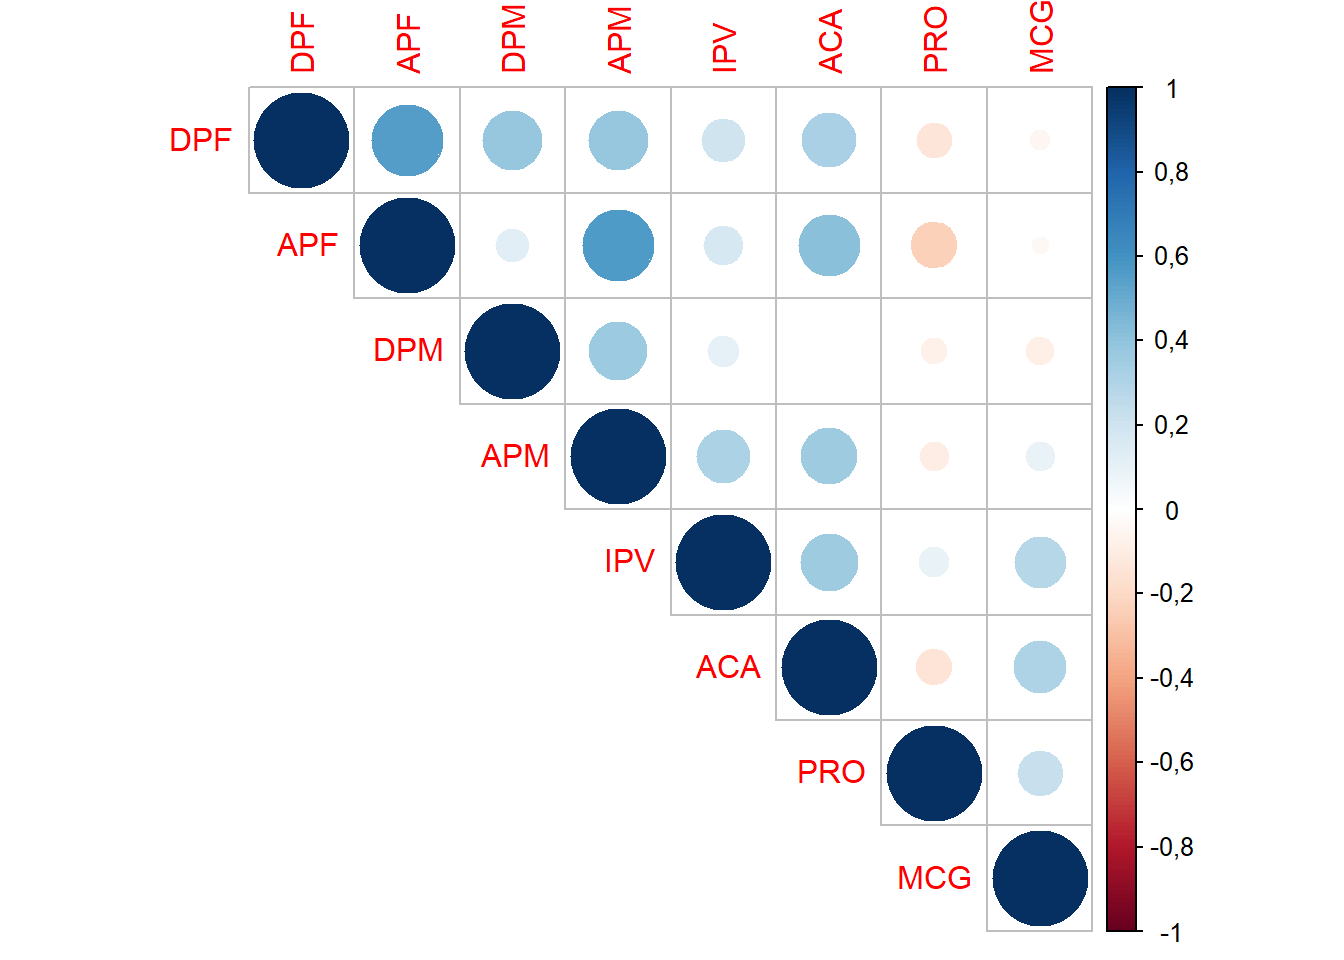 DPF APF DPM APM IPV ACA PRO MCG
DPF
APF
DPM
APM
IPV
ACA
PRO
MCG
1
0,8
0,6
0,4
0,2
0
-0,2
-0,4
-0,6
-0,8
-1